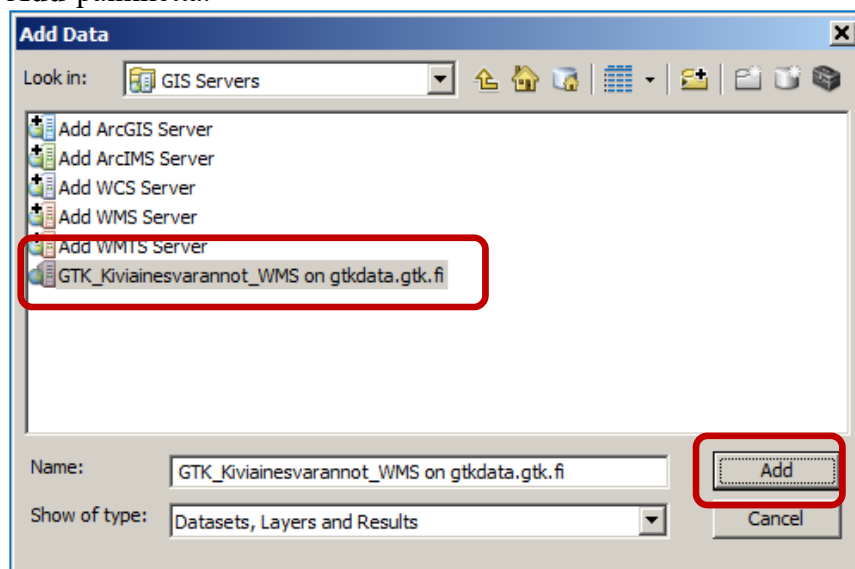 Add painiketta.
Add Data
Look in: GIS Servers
Add ArcGIS Server
Add ArcIMS Server
Add WCS Server
Add WMS Server
Add WMTS Server
GTK_Kiviainesvarannot_WMS on gtkdata.gtk.fi
Name: GTK_Kiviainesvarannot_WMS on gtkdata.gtk.fi Add
Show of type: Datasets, Layers and Results Cancel